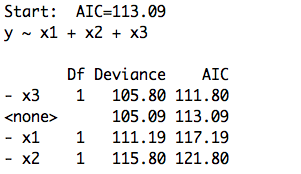 Start:  AIC=113.09
y ~ x1 + x2 + x3
Df Deviance    AIC
- x3    1   105.80 111.80
<none>      105.09 113.09
- x1    1   111.19 117.19
- x2    1   115.80 121.80